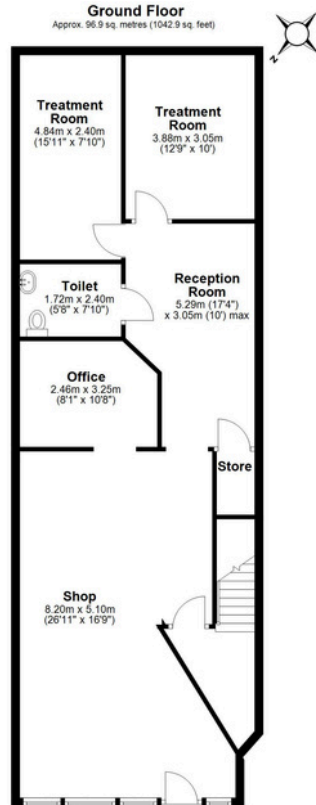 Ground Floor
Approx. 96.9 sq. metres (1042.9 sq. feet)
N
Treatment
Room
4.84m x 2.40m
(15'11" x 7'10")
Treatment
Room
3.88m x 3.05m
(12'9" x 10')
Toilet
1.72m x 2.40m
(5'8" x 7'10")
Reception
Room
5.29m (17'4")
x 3.05m (10') max
Office
2.46m x 3.25m
(8'1" x 10'8")
Store
Shop
8.20m x 5.10m
(26'11" x 16'9")